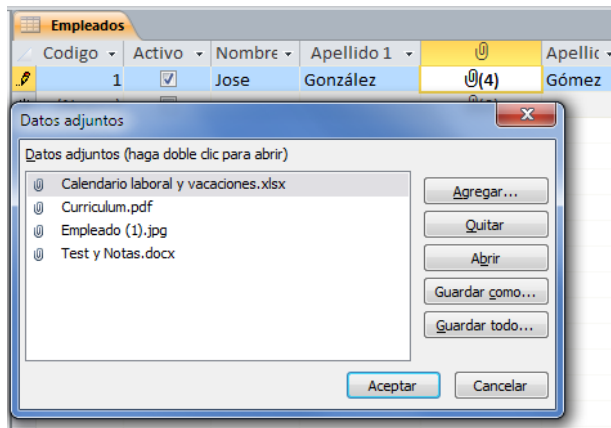 Empleados
Codigo Activo Nombre Apellido 1 Apellic
1 Jose González (4) Gómez
Datos adjuntos
Datos adjuntos (haga doble clic para abrir)
Calendario laboral y vacaciones.xlsx
Agregar...
Curriculum.pdf
Quitar
Empleado (1).jpg
Test y Notas.docx
Abrir
Guardar como...
Guardar todo...
Aceptar Cancelar